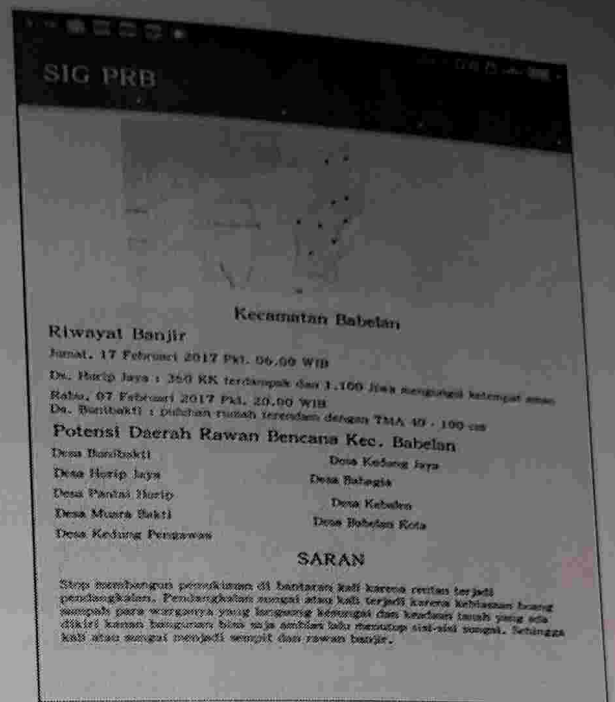 SIG PRB
Kecamatan Babelan
Riwayat Banjir
Jumat, 17 Februari 2017 Pkl. 06.00 WIB
Ds. Hurip Jaya : 360 KK terdampak dan 1.100 Jiwa mengungsi ketempat aman
Rabu, 07 Februari 2017 Pkl. 20.00 WIB
Ds. Bunibakti : puluhan rumah terendam dengan TMA 40 - 100 cm
Potensi Daerah Rawan Bencana Kec. Babelan
Desa Bunibakti
Desa Kedung Jaya
Desa Hurip Jaya
Desa Bahagia
Desa Pantai Hurip
Desa Kebalen
Desa Muara Bakti
Desa Babelan Kota
Desa Kedung Pengawas
SARAN
Stop membangun pemukiman di bantaran kali karena rentan terjadi
pendangkalan. Pendangkalan sungai atau kali terjadi karena kebiasaan buang
sampah para warganya yang langsung kesungai dan keadaan tanah yang ada
dikiri kanan bangunan bisa saja ambles lalu menutup sisi-sisi sungai. Sehingga
kali atau sungai menjadi sempit dan rawan banjir.